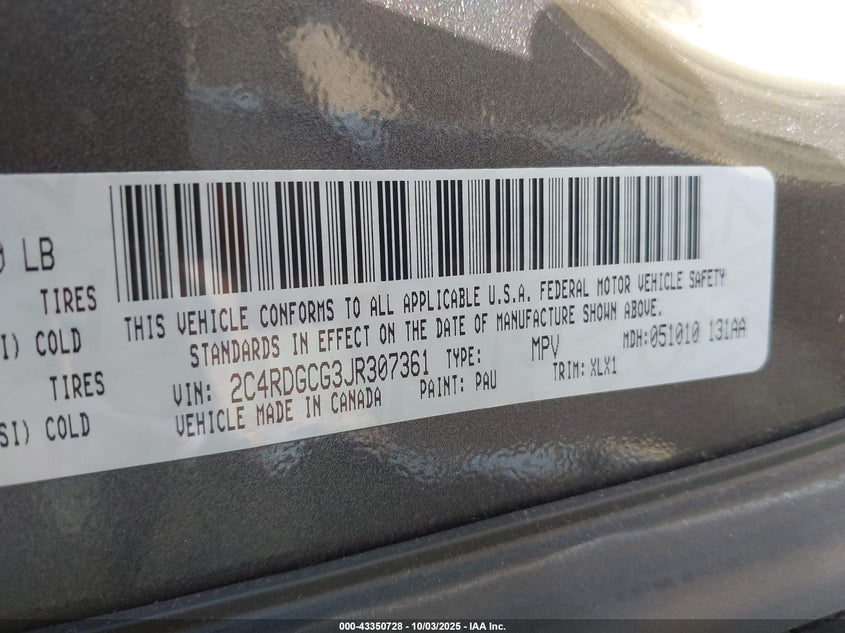 0 LB
TIRES
I) COLD
TIRES
SI) COLD
THIS VEHICLE CONFORMS TO ALL APPLICABLE U.S.A. FEDERAL MOTOR VEHICLE SAFETY
STANDARDS IN EFFECT ON THE DATE OF MANUFACTURE SHOWN ABOVE.
MDH:051010 131AA
VIN: 2C4RDGCG3JR307361 TYPE: MPV
VEHICLE MADE IN CANADA PAINT: PAU TRIM: XLX1
000-43350728 - 10/03/2025 - IAA Inc.